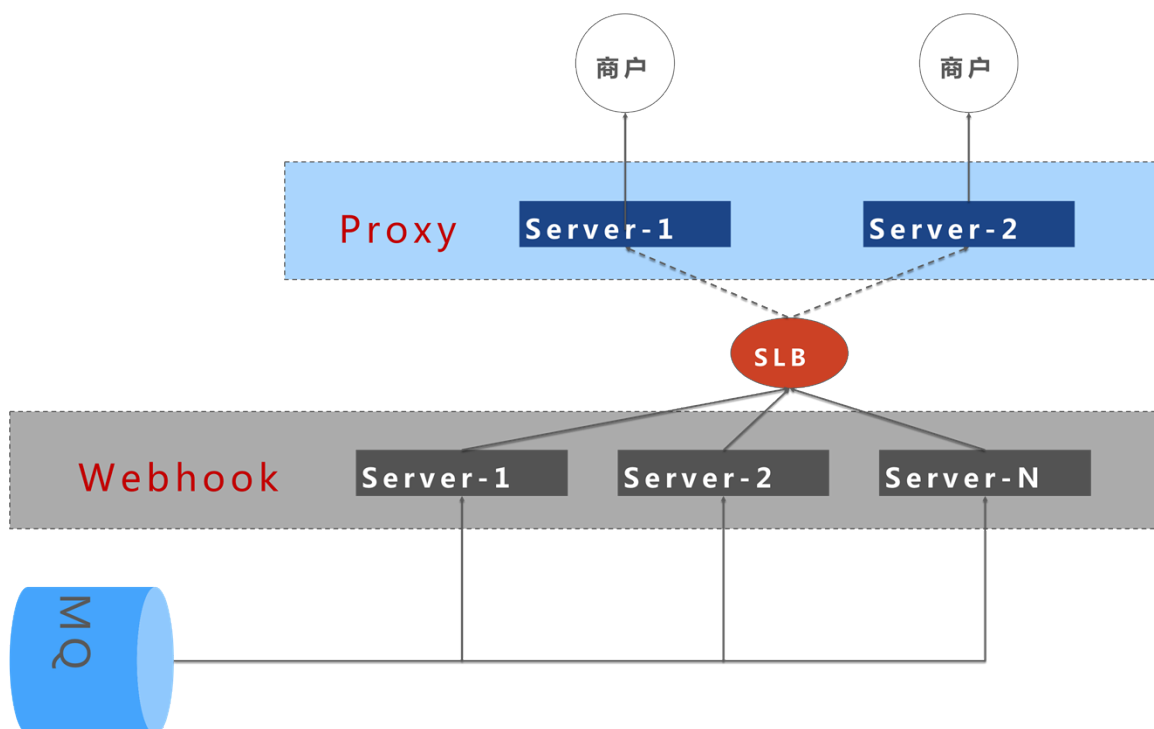 商户
商户
Proxy
Server-1
Server-2
SLB
Webhook
Server-1
Server-2
Server-N
MQ